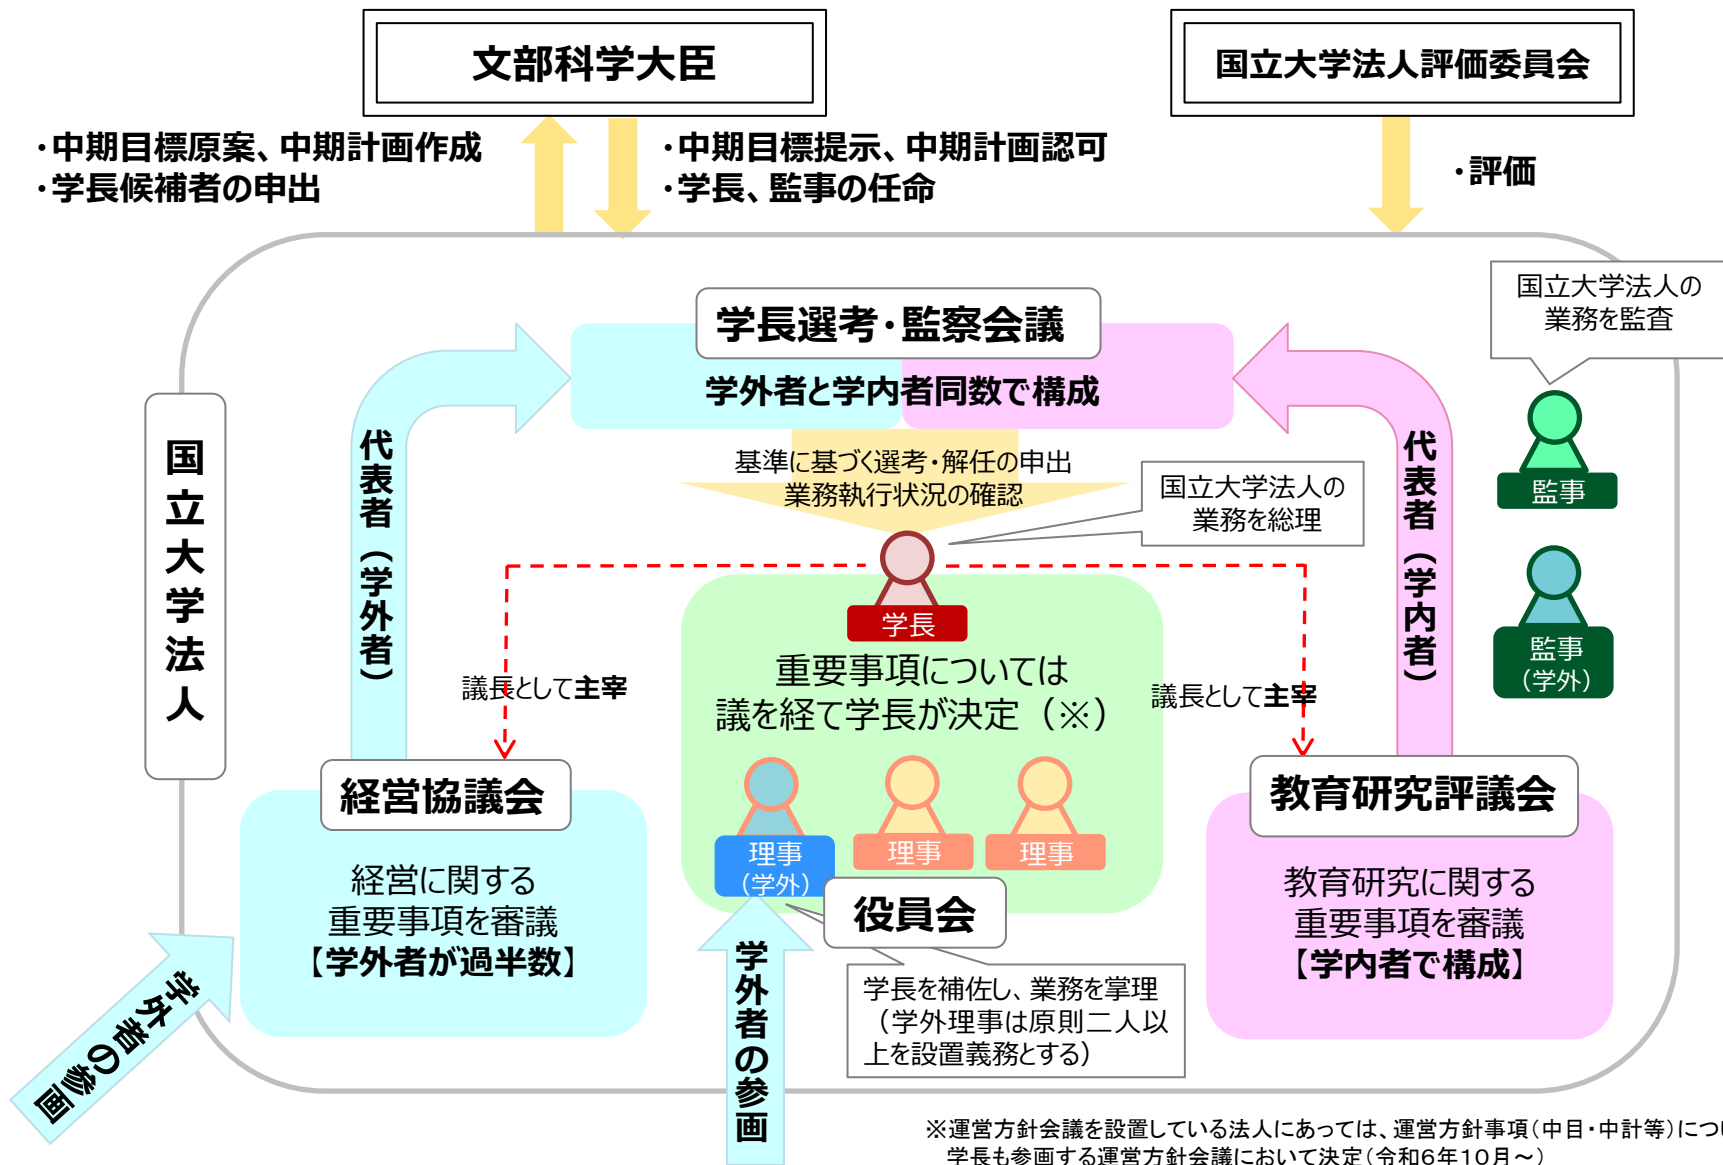 文部科学大臣
国立大学法人評価委員会
・中期目標原案、中期計画作成
・学長候補者の申出
・中期目標提示、中期計画認可
・学長、監事の任命
・評価
国立大学法人の
業務を監査
学長選考・監察会議
学外者と学内者同数で構成
基準に基づく選考・解任の申出
業務執行状況の確認
国立大学法人の
業務を総理
国立大学法人
代表者（学外者）
代表者（学内者）
監事
監事
（学外）
学長
重要事項については
議を経て学長が決定（※）
議長として主宰
議長として主宰
経営協議会
経営に関する
重要事項を審議
【学外者が過半数】
理事
（学外）
理事
理事
役員会
教育研究評議会
教育研究に関する
重要事項を審議
【学内者で構成】
学長を補佐し、業務を掌理
（学外理事は原則二人以
上を設置義務とする）
学外者の参画
学外者の参画
※運営方針会議を設置している法人にあっては、運営方針事項（中目・中計等）につい
学長も参画する運営方針会議において決定（令和６年１０月～）